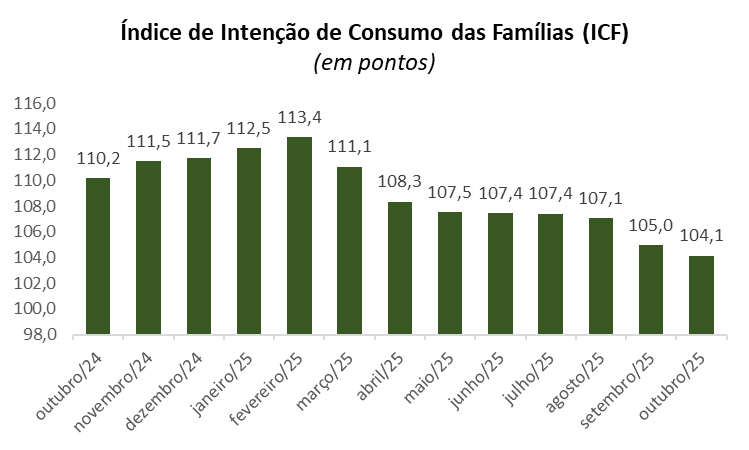 Índice de Intenção de Consumo das Famílias (ICF)
(em pontos)
116,0
114,0
112,0
110,0
108,0
106,0
104,0
102,0
100,0
98,0
110,2
111,5
111,7
112,5
113,4
111,1
108,3
107,5
107,4
107,4
107,1
105,0
104,1
outubro/24
novembro/24
dezembro/24
janeiro/25
fevereiro/25
março/25
abril/25
maio/25
junho/25
julho/25
agosto/25
setembro/25
outubro/25